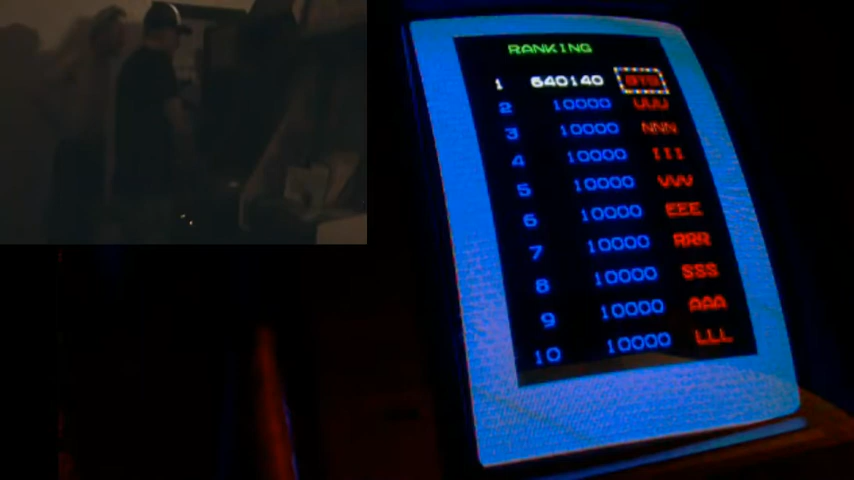 RANKING
1 640140
2 10000 UUU
3 10000 NNN
4 10000 III
5 10000 VVV
6 10000 EEE
7 10000 RRR
8 10000 SSS
9 10000 AAA
10 10000 LLL